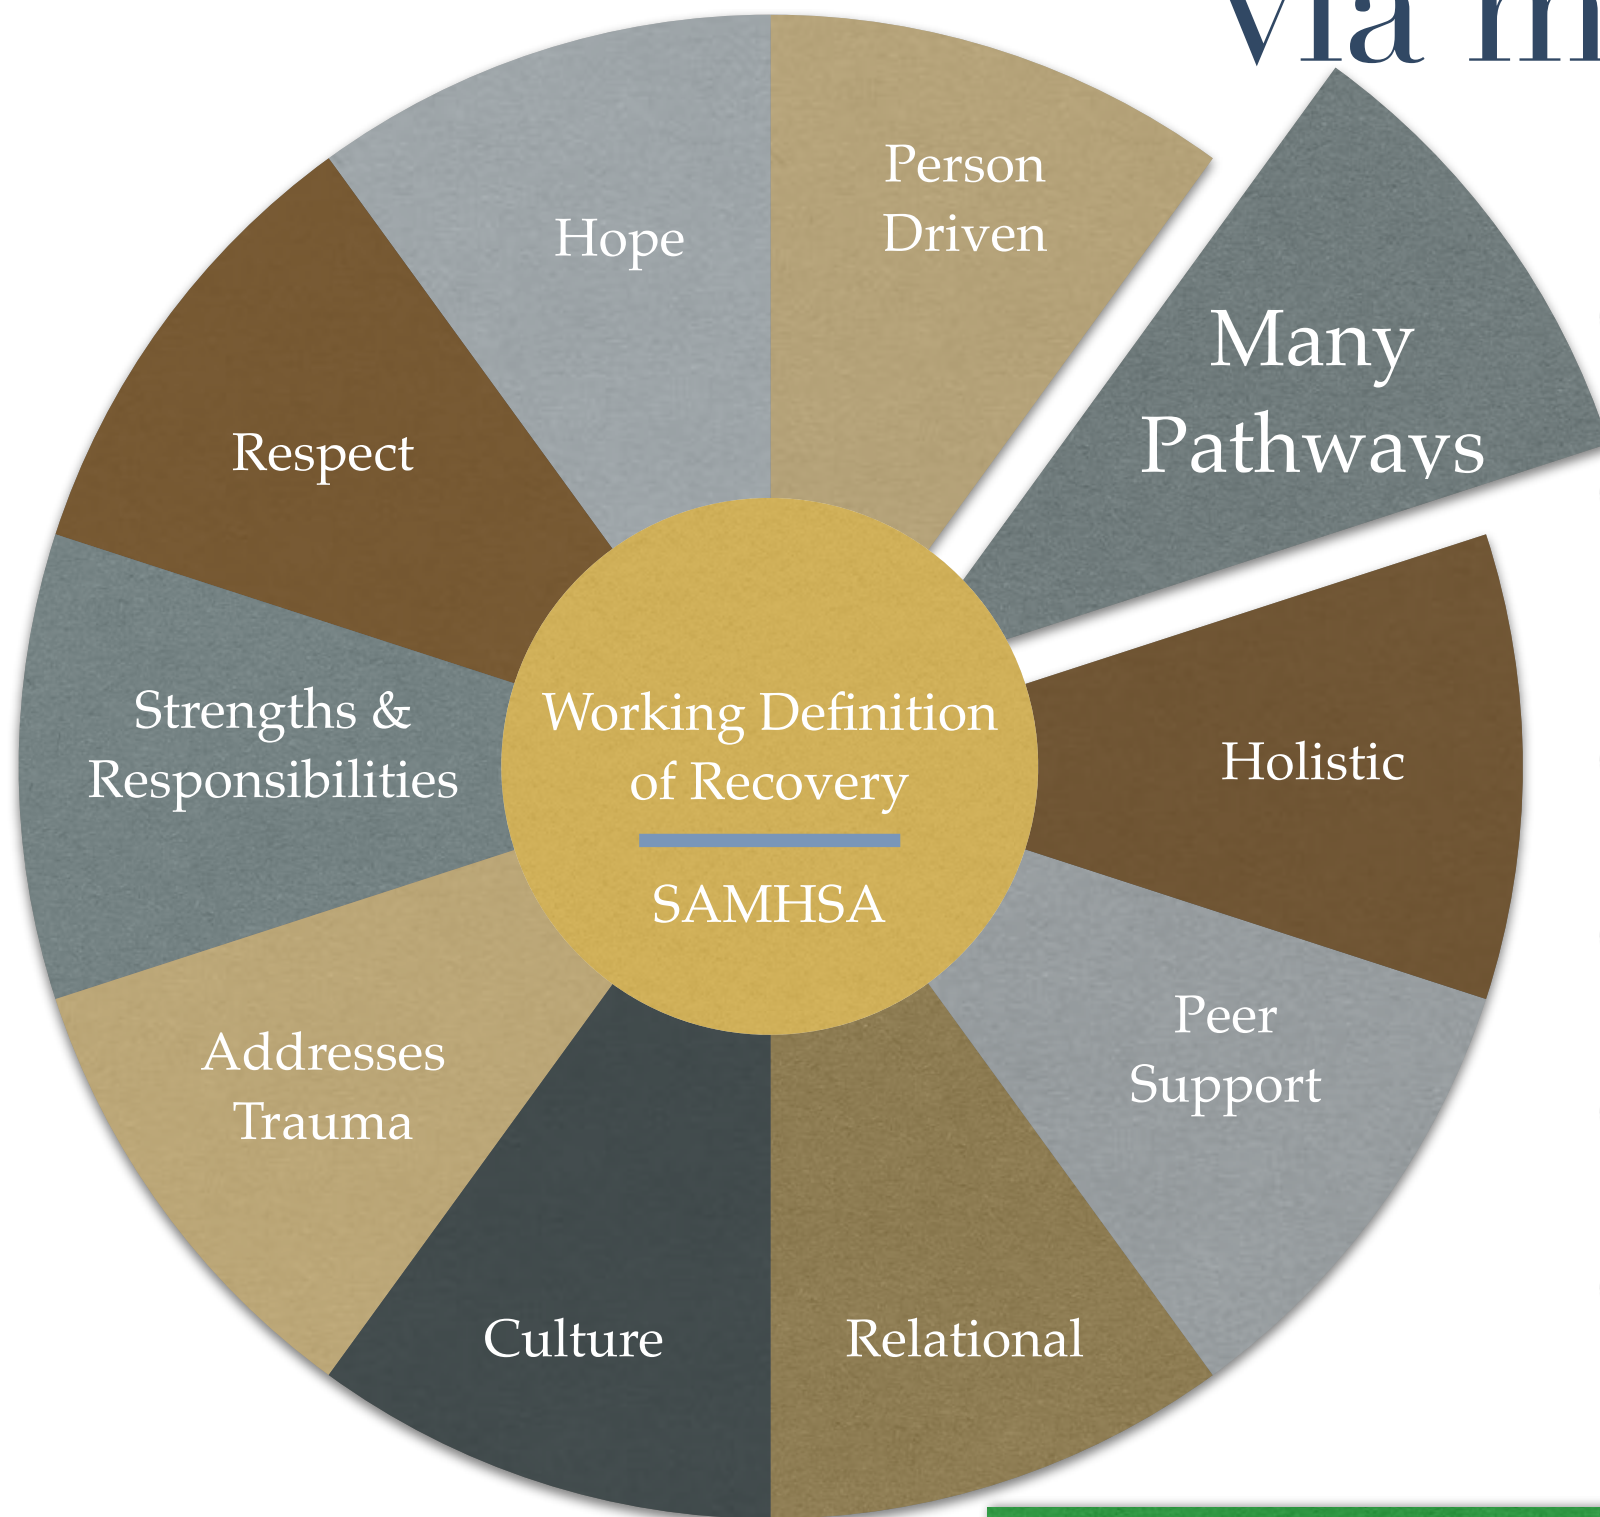 via m
Person
Driven
Many
Pathways
Holistic
Peer
Support
Relational
Culture
Addresses
Trauma
Strengths &
Responsibilities
Respect
Hope
Working Definition
of Recovery
SAMHSA